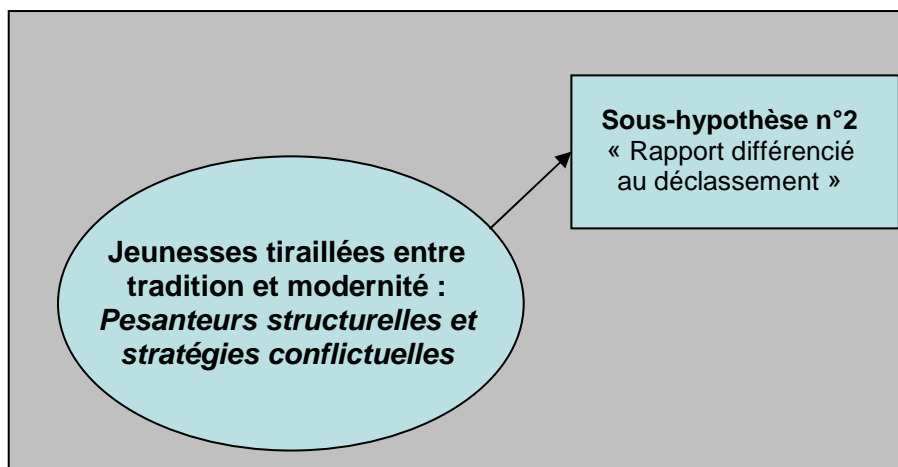 Sous-hypothèse n°2
« Rapport différencié
au déclassement »
Jeunesses tiraillées entre
tradition et modernité :
Pesanteurs structurelles et
stratégies conflictuelles